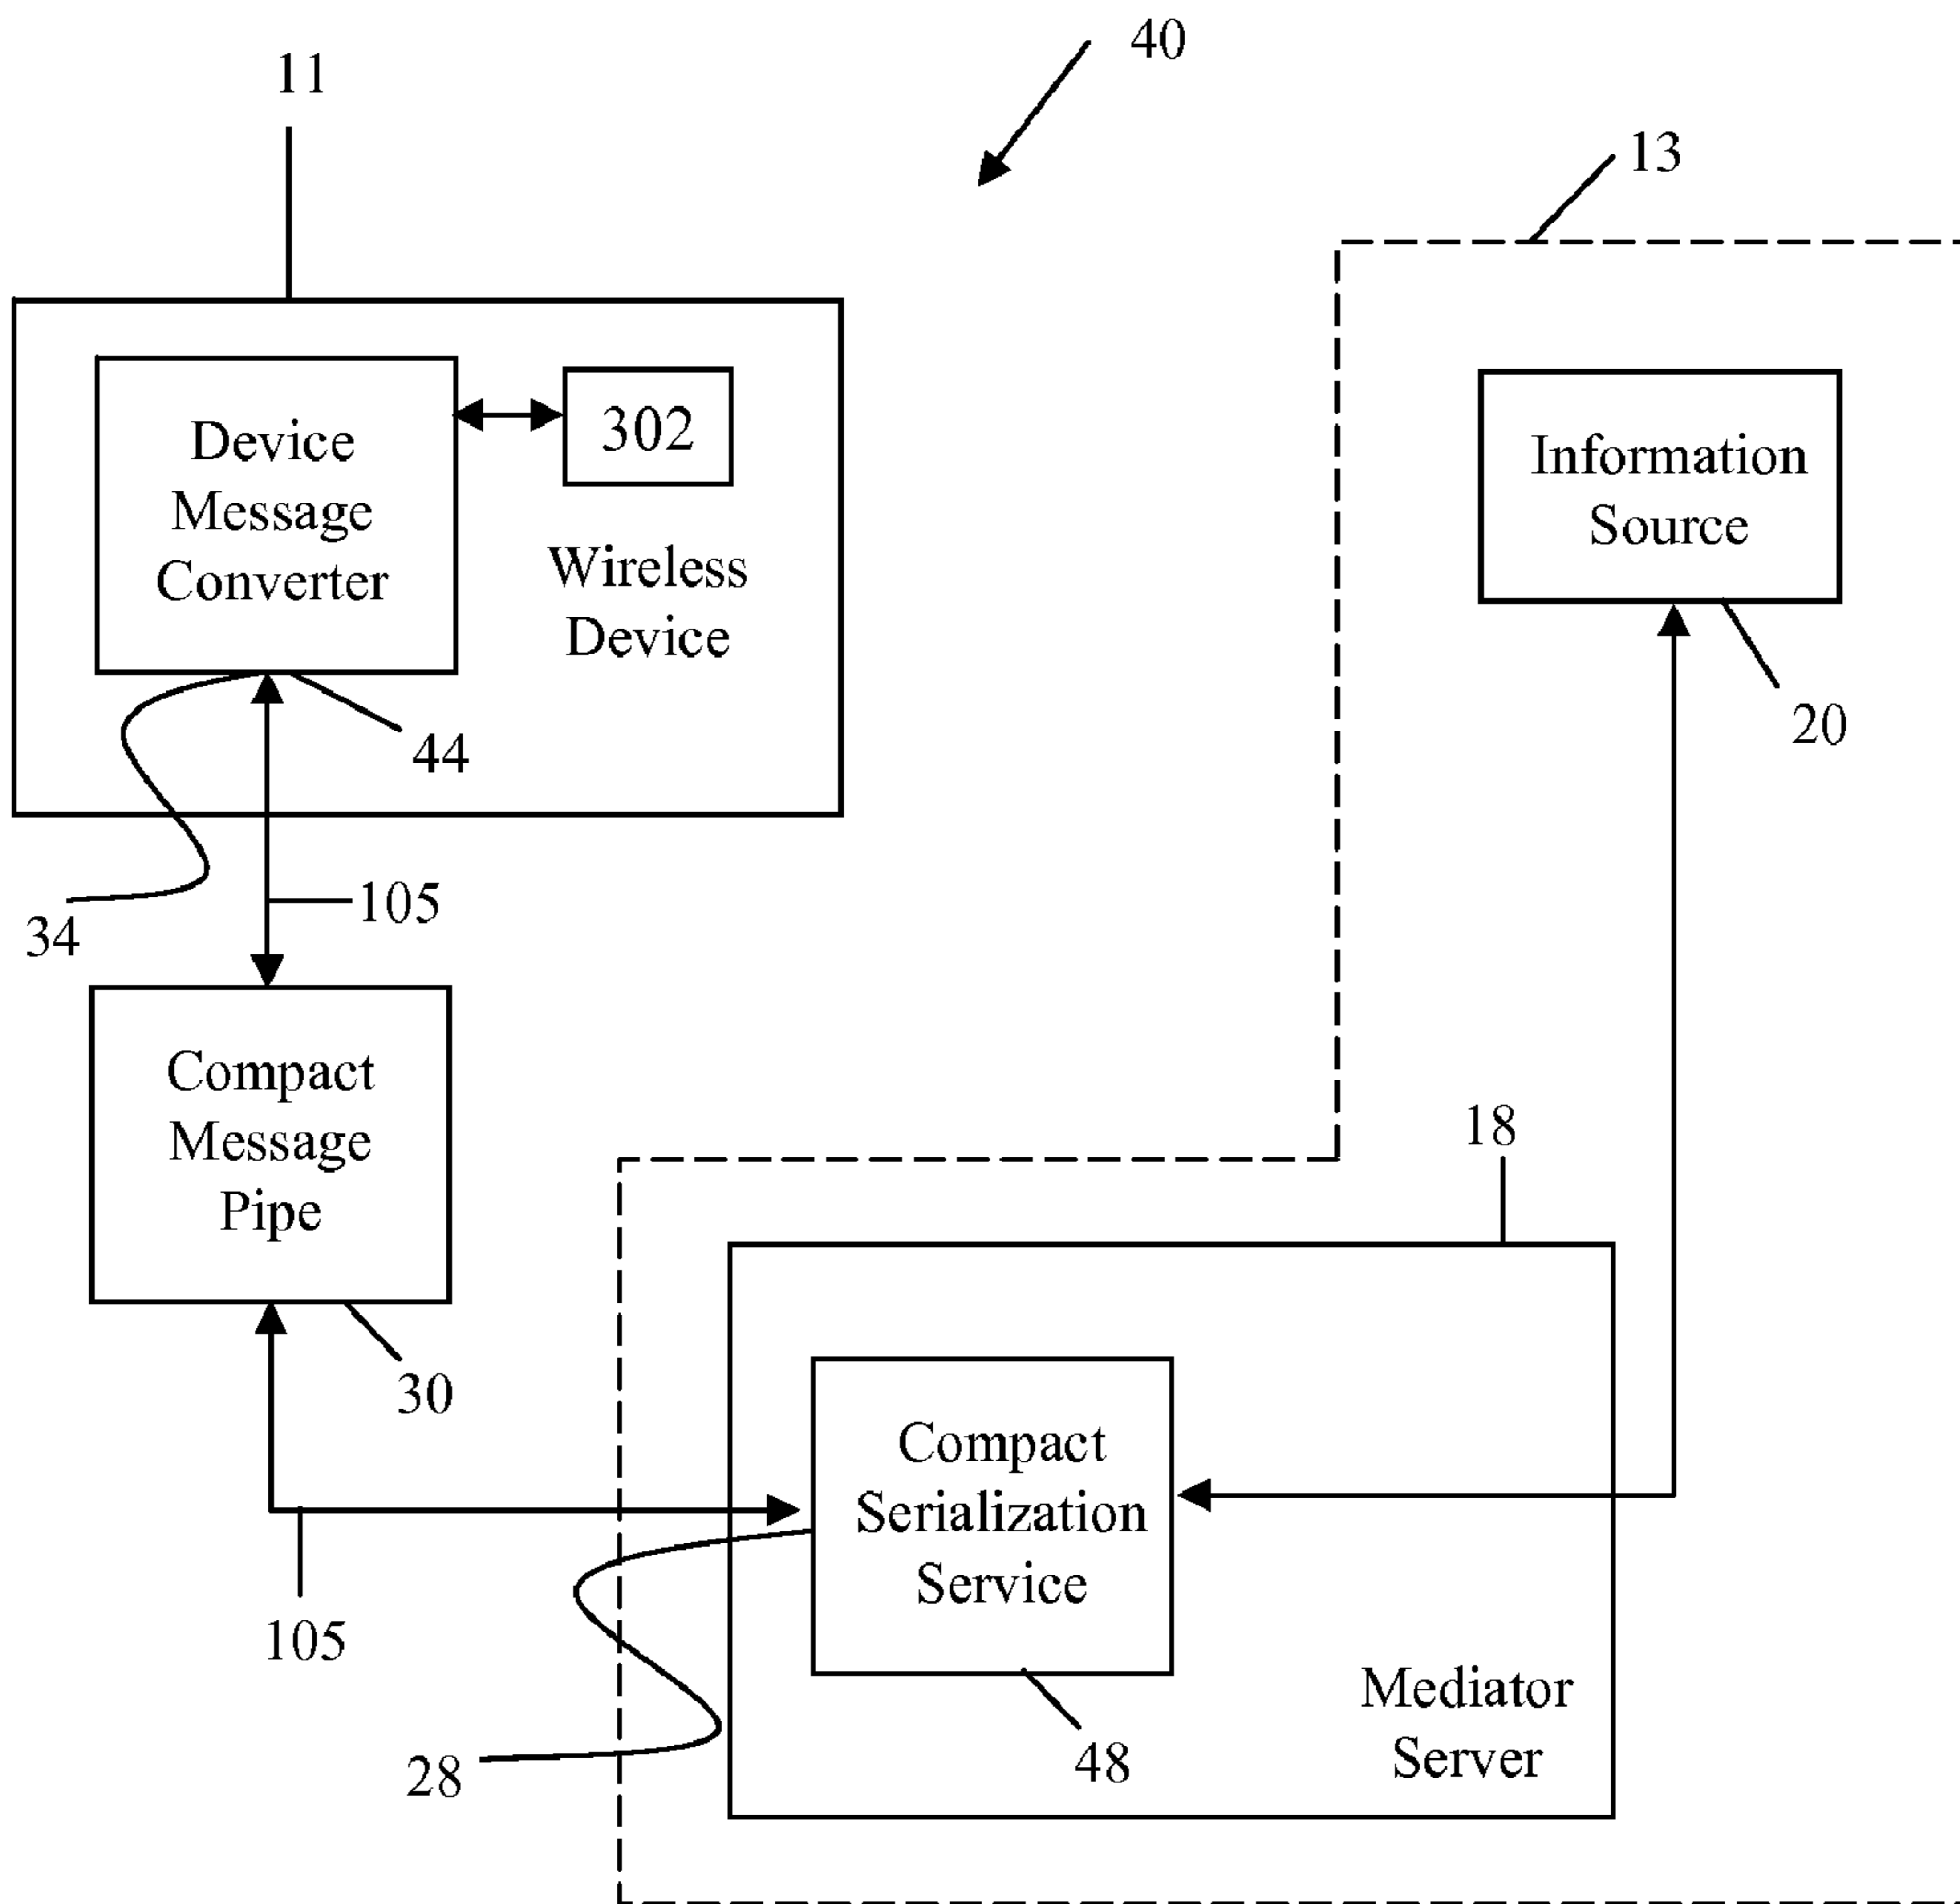 40
11
13
Device
Message
Converter
302
Wireless
Device
Information
Source
44
20
34
105
Compact
Message
Pipe
18
30
Compact
Serialization
Service
105
Mediator
Server
28
48